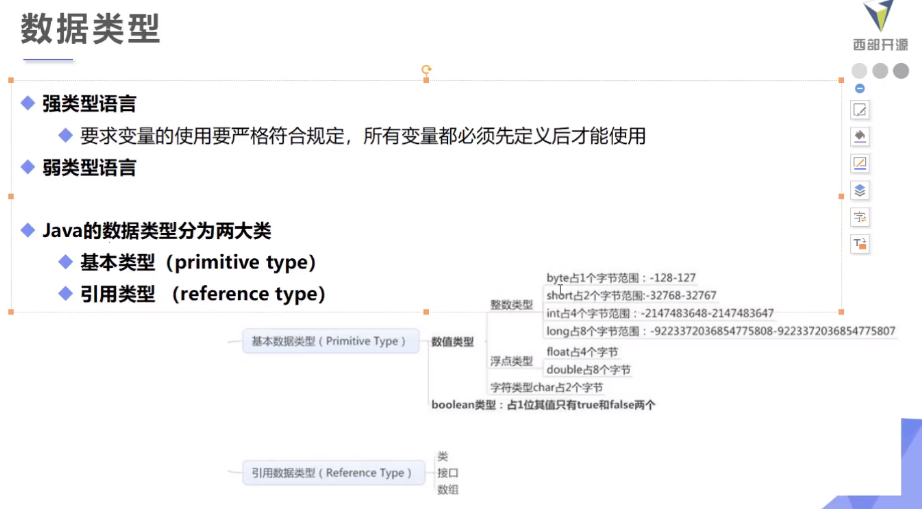 数据类型
西部开源
强类型语言
要求变量的使用要严格符合规定，所有变量都必须先定义后才能使用
弱类型语言
Java的数据类型分为两大类
基本类型（primitive type）
引用类型 （reference type）
基本数据类型（Primitive Type）
数值类型
整数类型
byte占1个字节范围：-128-127
short占2个字节范围:-32768-32767
int占4个字节范围：-2147483648-2147483647
long占8个字节范围：-9223372036854775808-9223372036854775807
浮点类型
float占4个字节
double占8个字节
字符类型char占2个字节
boolean类型：占1位其值只有true和false两个
引用数据类型（Reference Type）
类
接口
数组